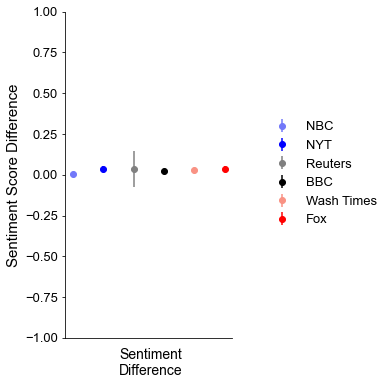 1.00
0.75
0.50
0.25
0.00
−0.25
−0.50
−0.75
−1.00
Sentiment Score Difference
Sentiment
Difference
NBC
NYT
Reuters
BBC
Wash Times
Fox